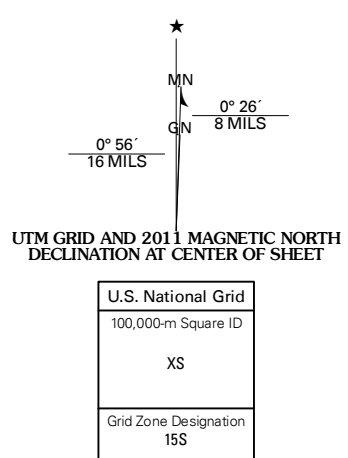 ★
MN
0° 26´
8 MILS
GN
0° 56´
16 MILS
UTM GRID AND 2011 MAGNETIC NORTH
DECLINATION AT CENTER OF SHEET
U.S. National Grid
100,000-m Square ID
XS
Grid Zone Designation
15S